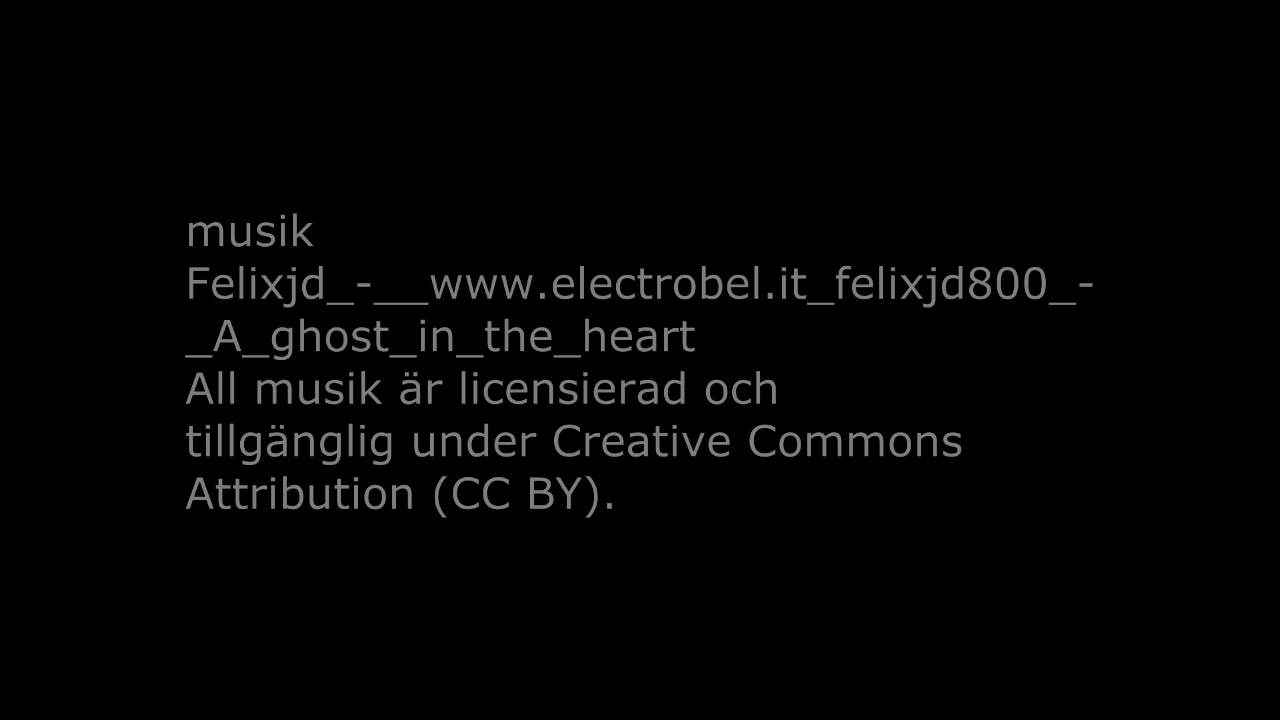 musik
Felixjd_-__www.electrobel.it_felixjd800_-
_A_ghost_in_the_heart
All musik är licensierad och
tillgänglig under Creative Commons
Attribution (CC BY).